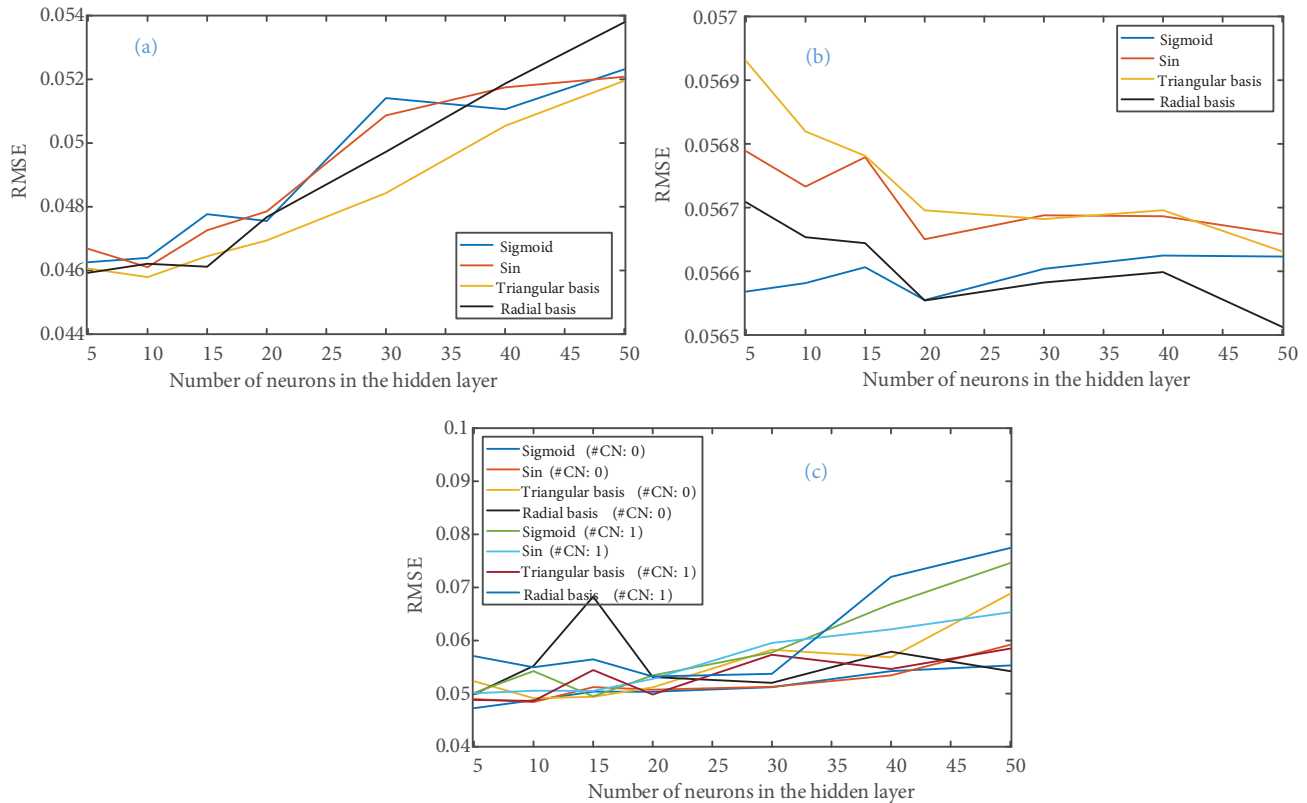 0.054
0.052
0.05
0.048
0.046
0.044
RMSE
(a)
Sigmoid
Sin
Triangular basis
Radial basis
5 10 15 20 25 30 35 40 45 50
Number of neurons in the hidden layer
0.057
0.0569
0.0568
0.0567
0.0566
0.0565
RMSE
(b)
Sigmoid
Sin
Triangular basis
Radial basis
5 10 15 20 25 30 35 40 45 50
Number of neurons in the hidden layer
0.1
0.09
0.08
0.07
0.06
0.05
0.04
RMSE
(c)
Sigmoid (#CN: 0)
Sin (#CN: 0)
Triangular basis (#CN: 0)
Radial basis (#CN: 0)
Sigmoid (#CN: 1)
Sin (#CN: 1)
Triangular basis (#CN: 1)
Radial basis (#CN: 1)
5 10 15 20 25 30 35 40 45 50
Number of neurons in the hidden layer